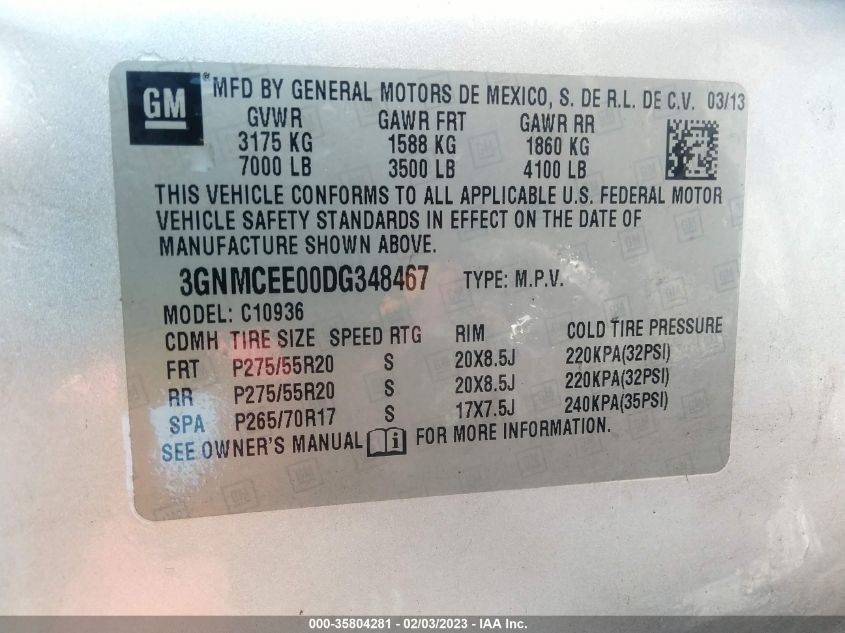 GM ® MFD BY GENERAL MOTORS DE MEXICO, S. DE R.L. DE C.V. 03/13
GVWR GAWR FRT GAWR RR
3175 KG 1588 KG 1860 KG
7000 LB 3500 LB 4100 LB
THIS VEHICLE CONFORMS TO ALL APPLICABLE U.S. FEDERAL MOTOR
VEHICLE SAFETY STANDARDS IN EFFECT ON THE DATE OF
MANUFACTURE SHOWN ABOVE.
3GNMCEE00DG348467 TYPE: M.P.V.
MODEL: C10936
CDMH TIRE SIZE SPEED RTG RIM COLD TIRE PRESSURE
FRT P275/55R20 S 20X8.5J 220KPA(32PSI)
RR P275/55R20 S 20X8.5J 220KPA(32PSI)
SPA P265/70R17 S 17X7.5J 240KPA(35PSI)
SEE OWNER'S MANUAL i FOR MORE INFORMATION.
000-35804281 - 02/03/2023 - IAA Inc.